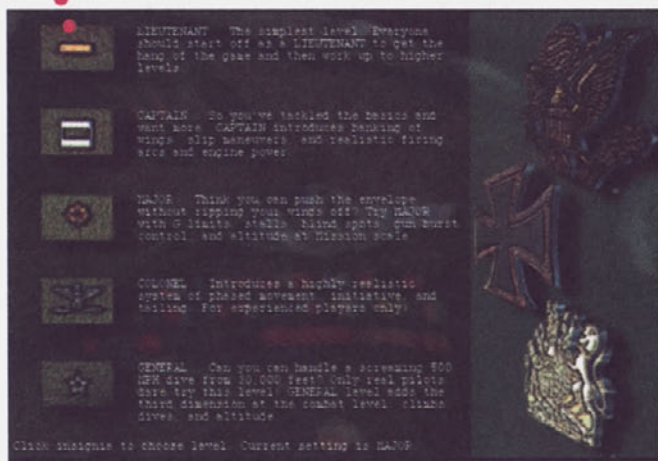 LIEUTENANT The simplest level. Everyone
should start off as a LIEUTENANT to get the
hang of the game and then work up to higher
levels.
CAPTAIN So you've tackled the basics and
want more. CAPTAIN introduces banking of
wings, slip maneuvers, and realistic firing
arcs and engine power.
MAJOR Think you can push the envelope
without ripping your wings off? Try MAJOR
with G limits, stalls, blind spots, gun burst
control, and altitude at Mission scale.
COLONEL Introduces a highly realistic
system of phased movement, initiative, and
tailing. For experienced players only!
GENERAL Can you can handle a screaming 500
MPH dive from 30,000 feet? Only real pilots
dare try this level! GENERAL level adds the
third dimension at the combat level: climbs,
dives, and altitude.
Click insignia to choose level. Current setting is MAJOR.